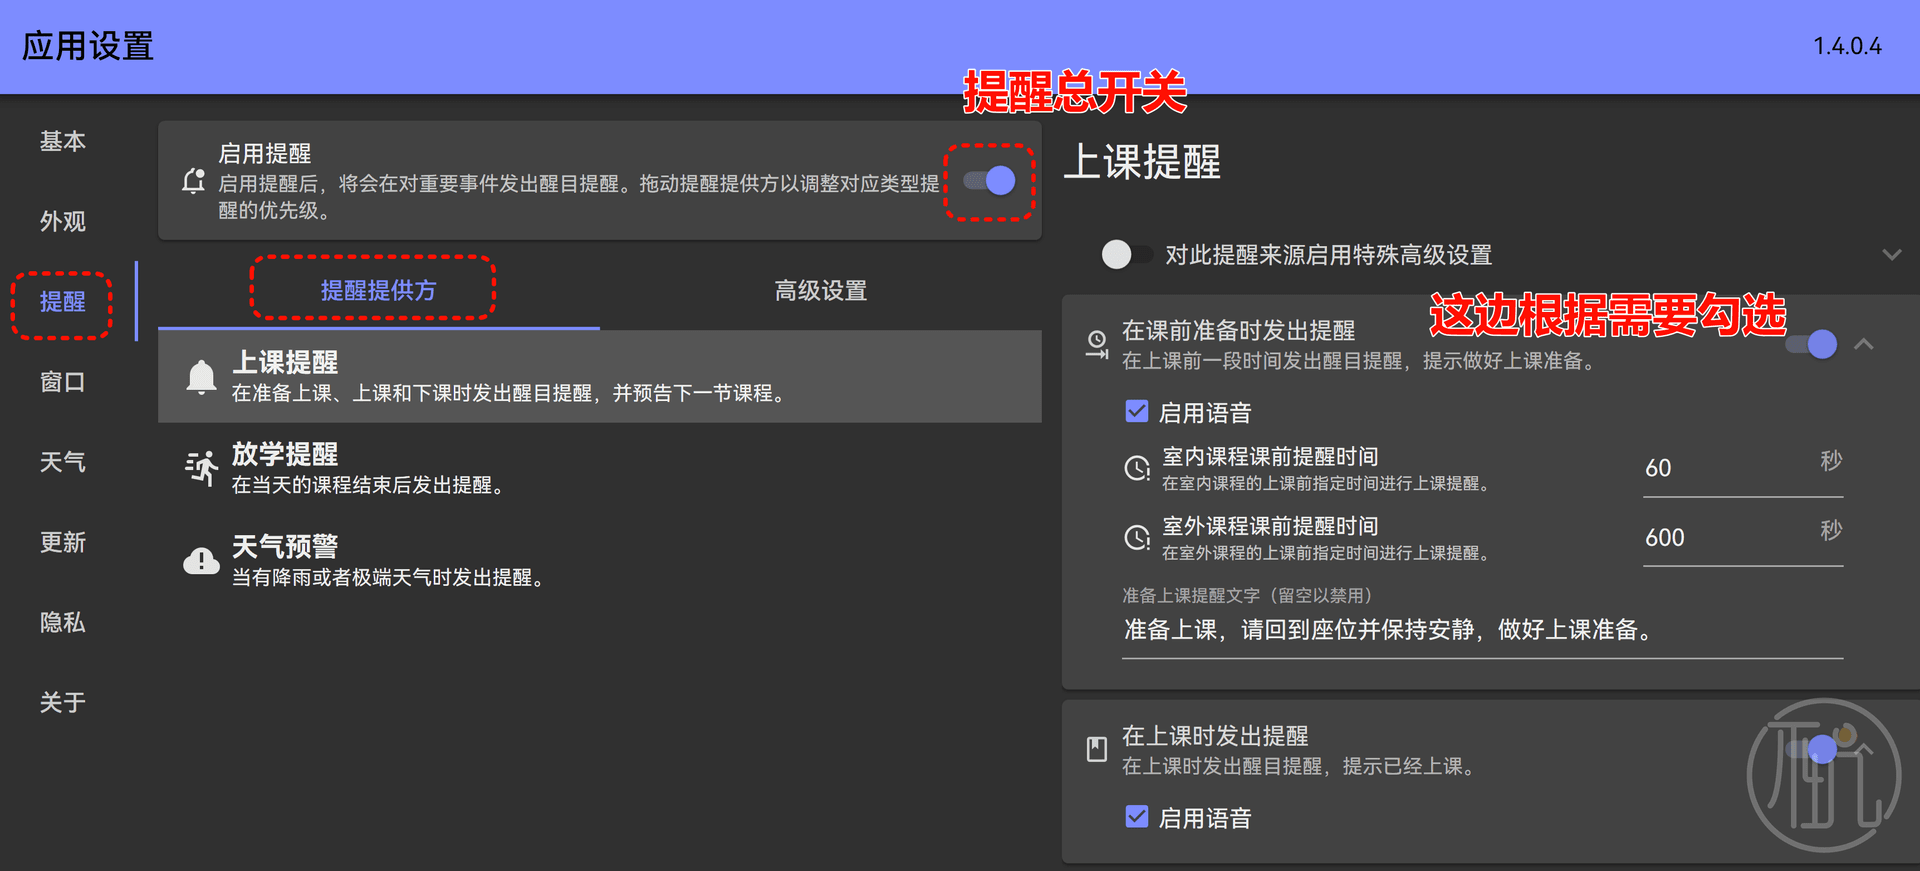 应用设置
1.4.0.4
提醒总开关
基本
外观
提醒
窗口
天气
更新
隐私
关于
启用提醒
启用提醒后，将会在对重要事件发出醒目提醒。拖动提醒提供方以调整对应类型提
醒的优先级。
提醒提供方
高级设置
上课提醒
在准备上课、上课和下课时发出醒目提醒，并预告下一节课程。
放学提醒
在当天的课程结束后发出提醒。
天气预警
当有降雨或者极端天气时发出提醒。
上课提醒
对此提醒来源启用特殊高级设置
这边根据需要勾选
在课前准备时发出提醒
在上课前一段时间发出醒目提醒，提示做好上课准备。
启用语音
室内课程课前提醒时间
60 秒
在室内课程的上课前指定时间进行上课提醒。
室外课程课前提醒时间
600 秒
在室外课程的上课前指定时间进行上课提醒。
准备上课提醒文字（留空以禁用）
准备上课，请回到座位并保持安静，做好上课准备。
在上课时发出提醒
在上课时发出醒目提醒，提示已经上课。
启用语音